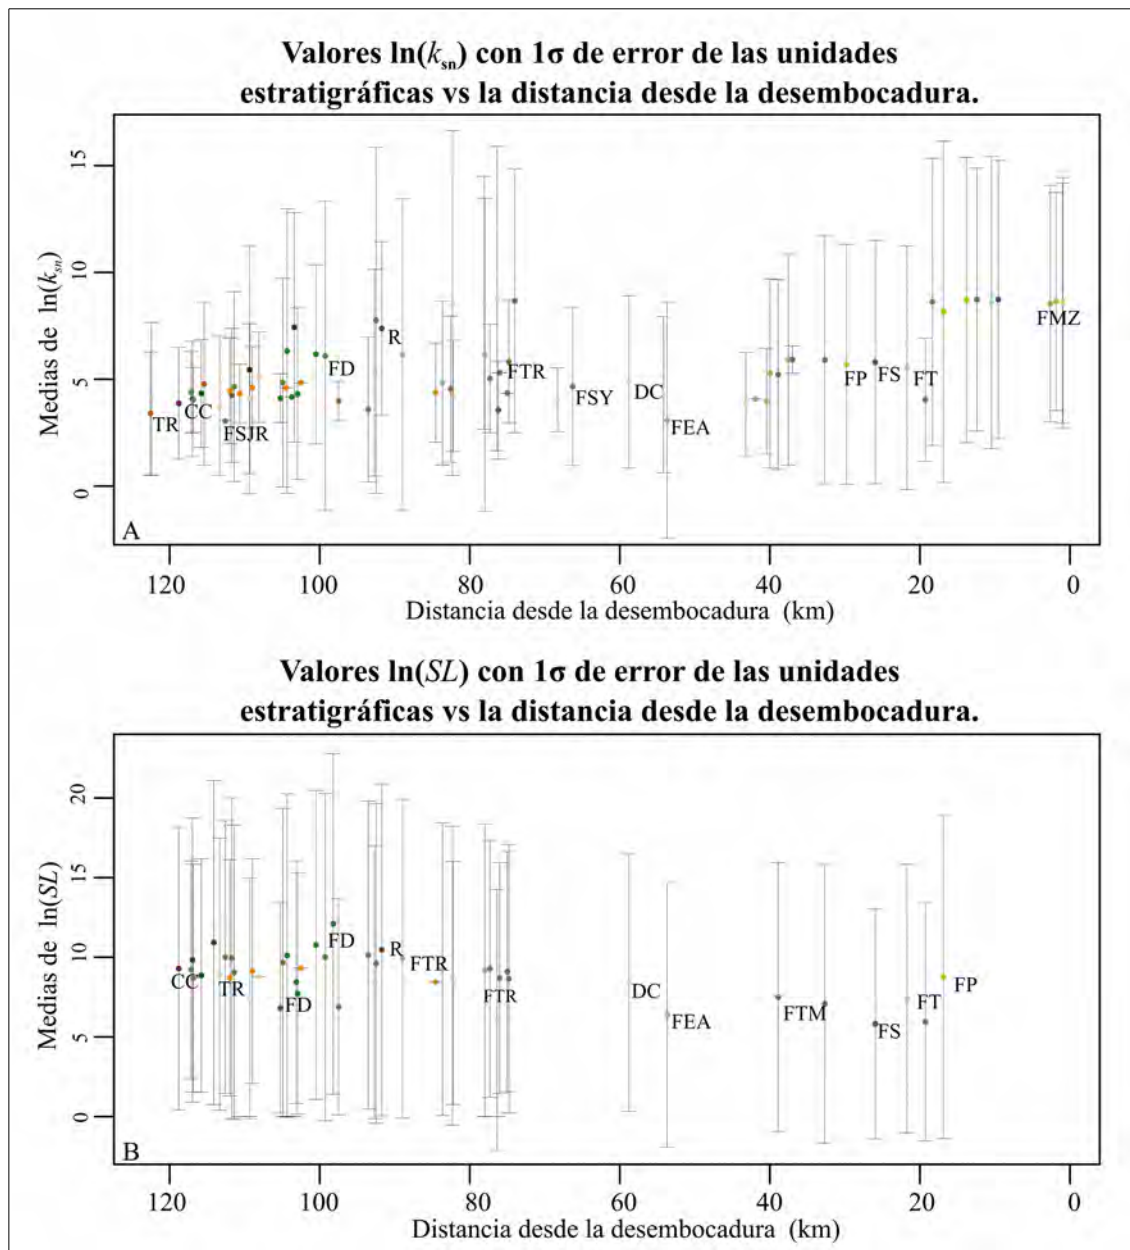 Valores ln(ksn) con 1σ de error de las unidades
estratigráficas vs la distancia desde la desembocadura.
Medias de ln(ksn)
15
10
5
0
TR
CC
FSJR
FD
R
FTR
FSY
DC
FEA
FP
FS
FT
FMZ
A
120
100
80
60
40
20
0
Distancia desde la desembocadura (km)
Valores ln(SL) con 1σ de error de las unidades
estratigráficas vs la distancia desde la desembocadura.
Medias de ln(SL)
20
15
10
5
0
CC
TR
FD
FD
R
FTR
FTR
DC
FEA
FTM
FS
FT
FP
B
120
100
80
60
40
20
0
Distancia desde la desembocadura (km)